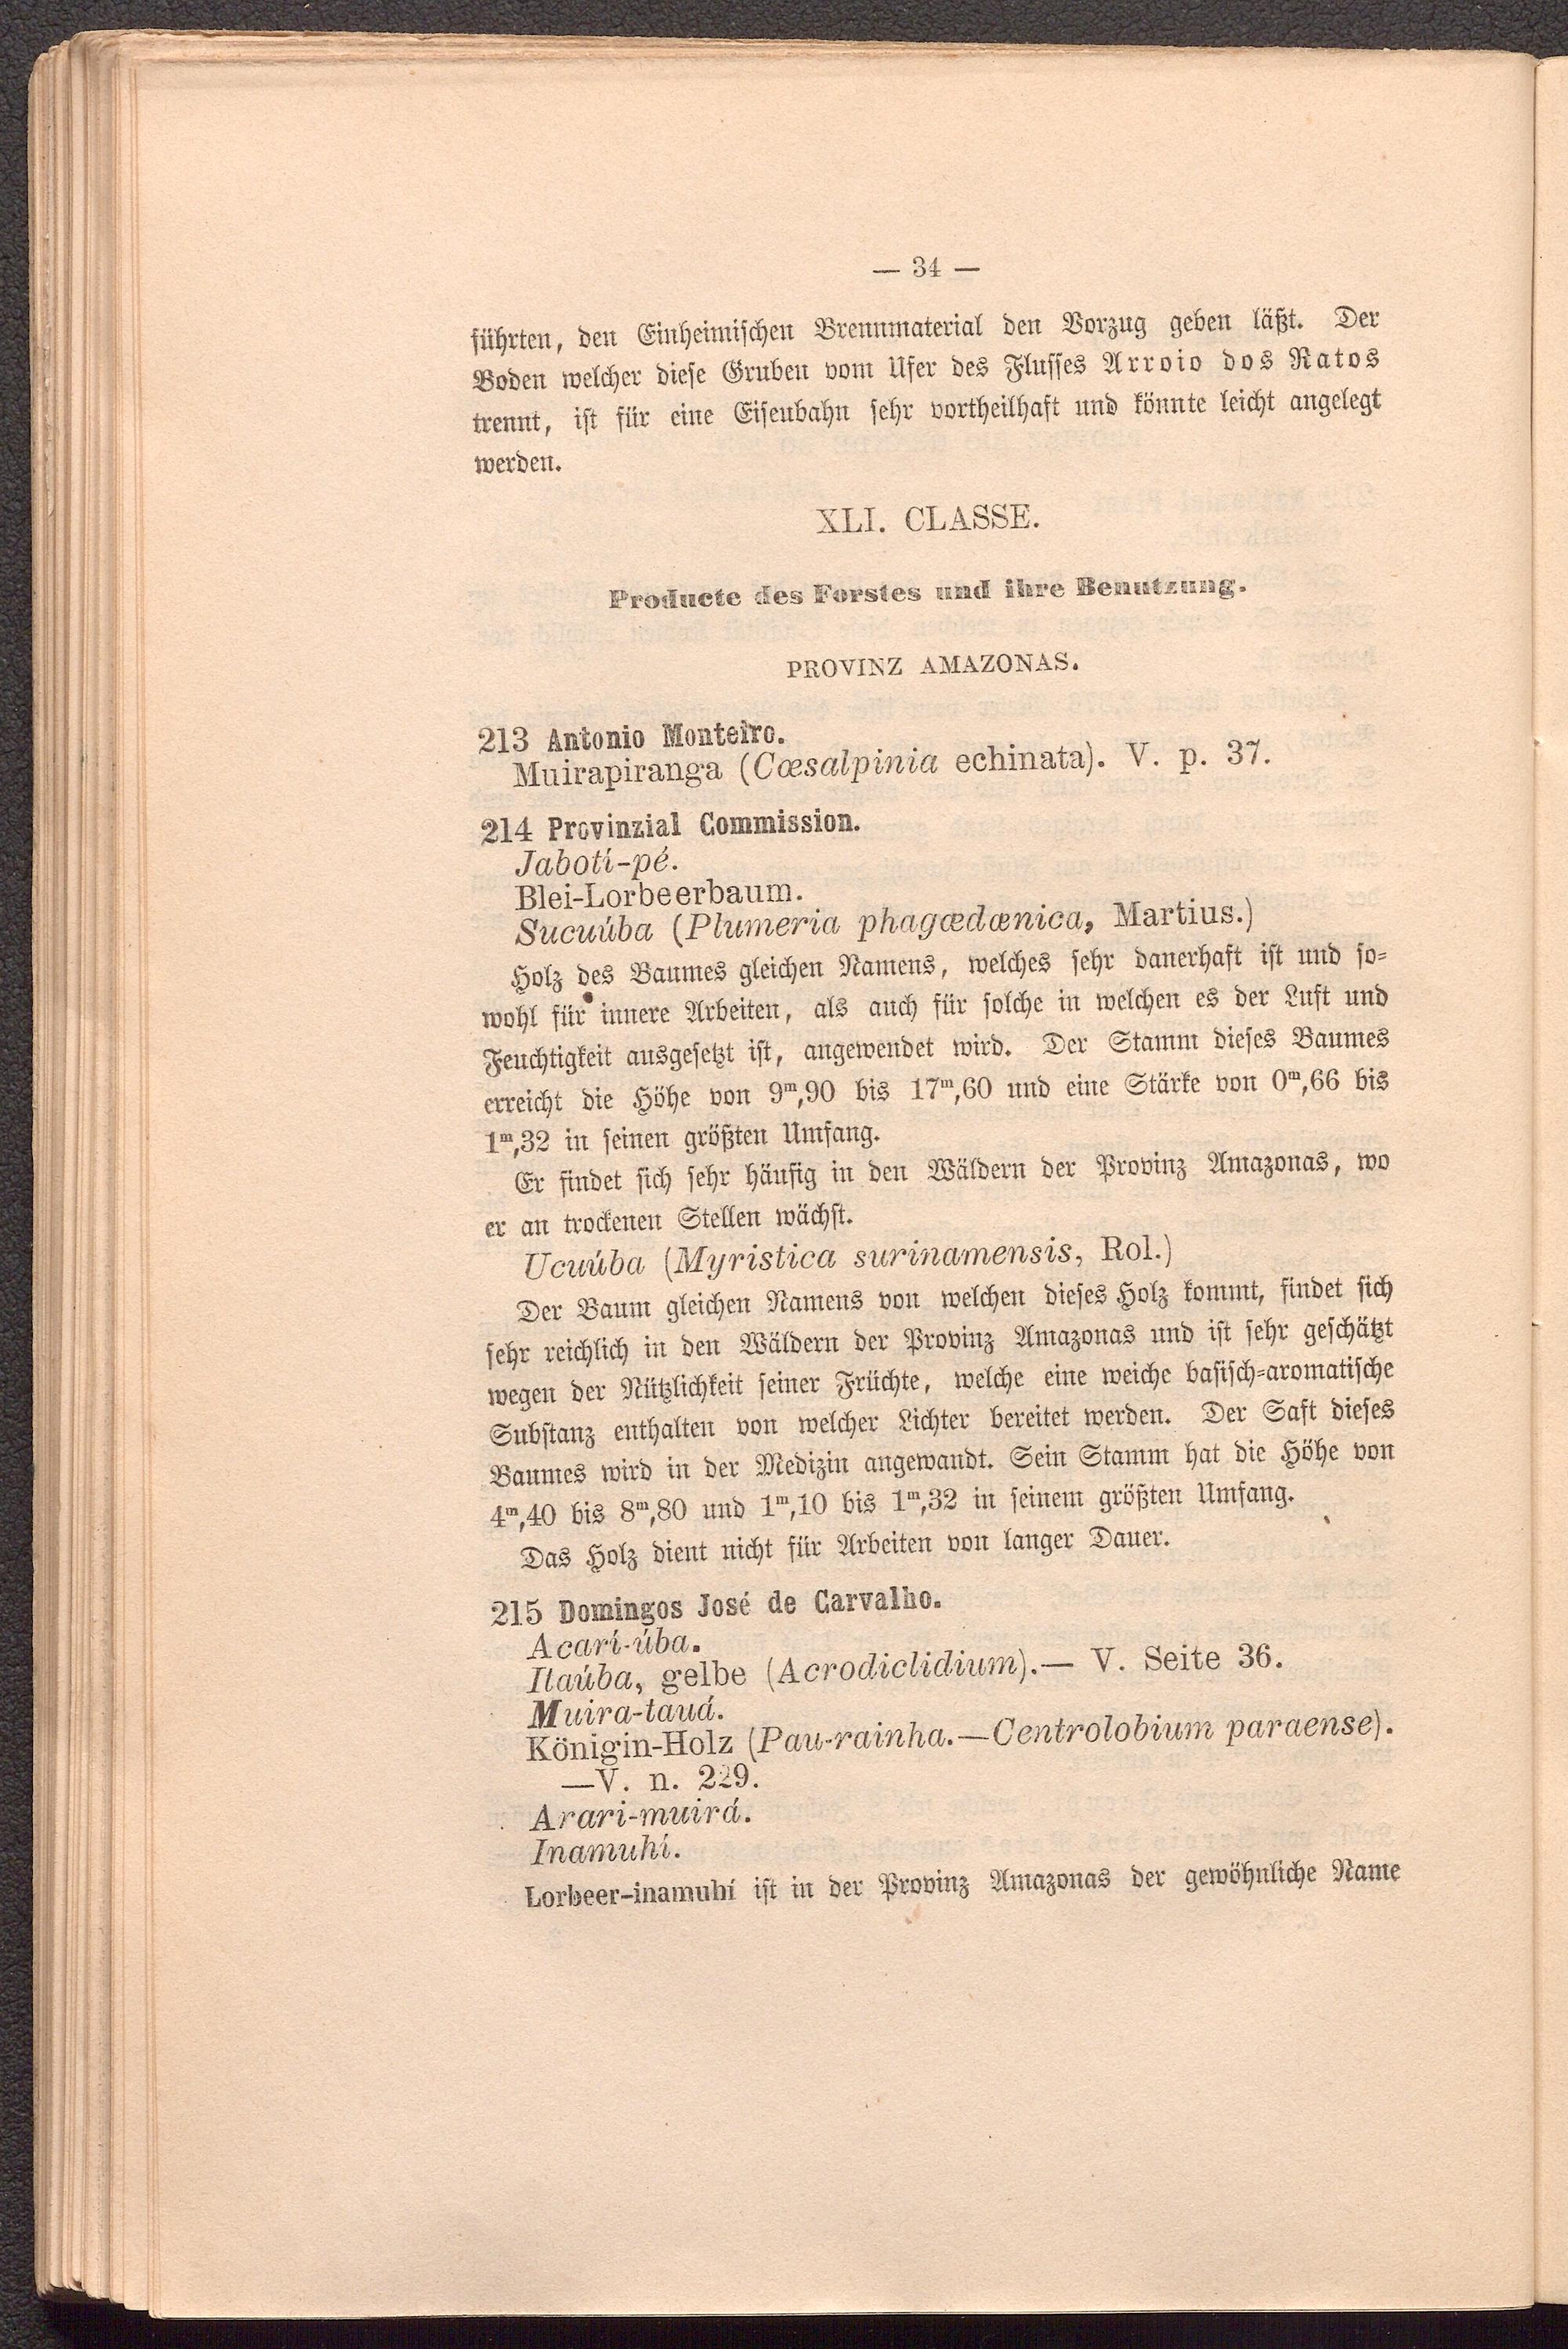 — 34 —
führten, den Einheimischen Brennmaterial den Vorzug geben läßt. Der
Boden welcher diese Gruben vom Ufer des Flusses Arroio dos Ratos
trennt, ist für eine Eisenbahn sehr vortheilhaft und könnte leicht angelegt
werden.
XLI. CLASSE.
Producte des Forstes und ihre Benutzung.
PROVINZ AMAZONAS.
213 Antonio Monteiro.
Muirapiranga (Cœsalpinia echinata). V. p. 37.
214 Provinzial Commission.
Jabotí-pé.
Blei-Lorbeerbaum.
Sucuúba (Plumeria phagœdœnica, Martius.)
Holz des Baumes gleichen Namens, welches sehr danerhaft ist und so-
wohl für innere Arbeiten, als auch für solche in welchen es der Luft und
Feuchtigkeit ausgesetzt ist, angewendet wird. Der Stamm dieses Baumes
erreicht die Höhe von 9ᵐ,90 bis 17ᵐ,60 und eine Stärke von 0ᵐ,66 bis
1ᵐ,32 in seinen größten Umfang.
Er findet sich sehr häufig in den Wäldern der Provinz Amazonas, wo
er an trockenen Stellen wächst.
Ucuúba (Myristica surinamensis, Rol.)
Der Baum gleichen Namens von welchen dieses Holz kommt, findet sich
sehr reichlich in den Wäldern der Provinz Amazonas und ist sehr geschätzt
wegen der Nützlichkeit seiner Früchte, welche eine weiche basisch-aromatische
Substanz enthalten von welcher Lichter bereitet werden. Der Saft dieses
Baumes wird in der Medizin angewandt. Sein Stamm hat die Höhe von
4ᵐ,40 bis 8ᵐ,80 und 1ᵐ,10 bis 1ᵐ,32 in seinem größten Umfang.
Das Holz dient nicht für Arbeiten von langer Dauer.
215 Domingos José de Carvalho.
Acarí-úba.
Itaúba, gelbe (Acrodiclidium).— V. Seite 36.
Muira-tauá.
Königin-Holz (Pau-rainha.—Centrolobium paraense).
—V. n. 229.
Arari-muirá.
Inamuhí.
Lorbeer-inamuhí ist in der Provinz Amazonas der gewöhnliche Name